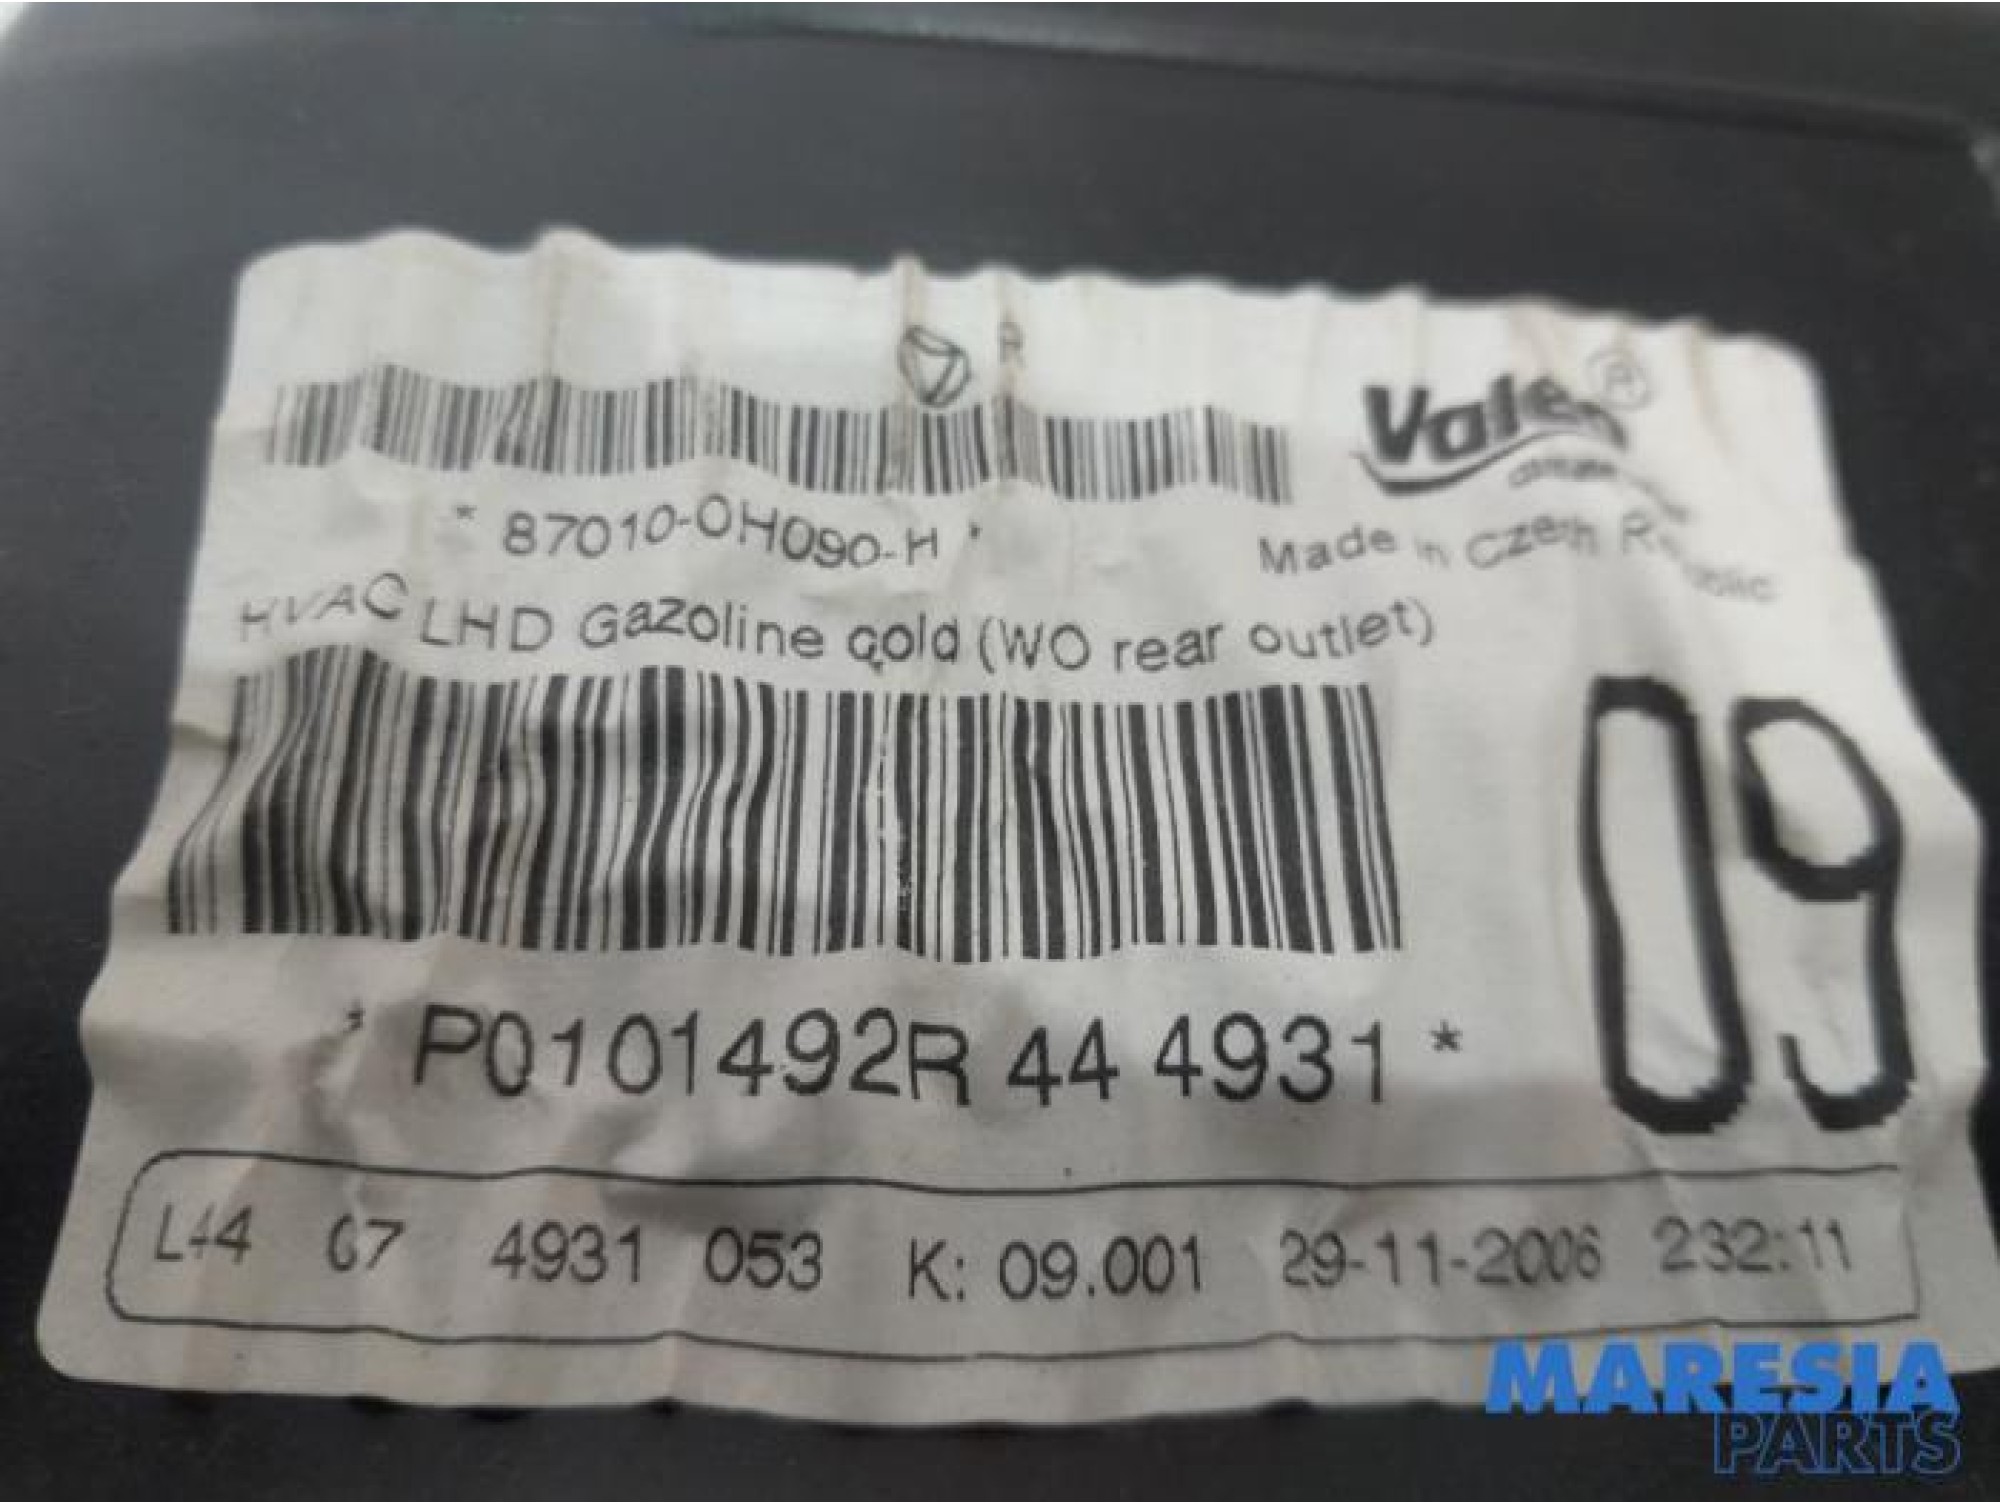 R
Valeo
* 87010-0H090-H *
Made in Czech Republic
HVAC LHD Gazoline cold (WO rear outlet)
09
* P0101492R 44 4931 *
L44 67 4931 053 K: 09.001 29-11-2006 232:11
MARESIA
PARTS